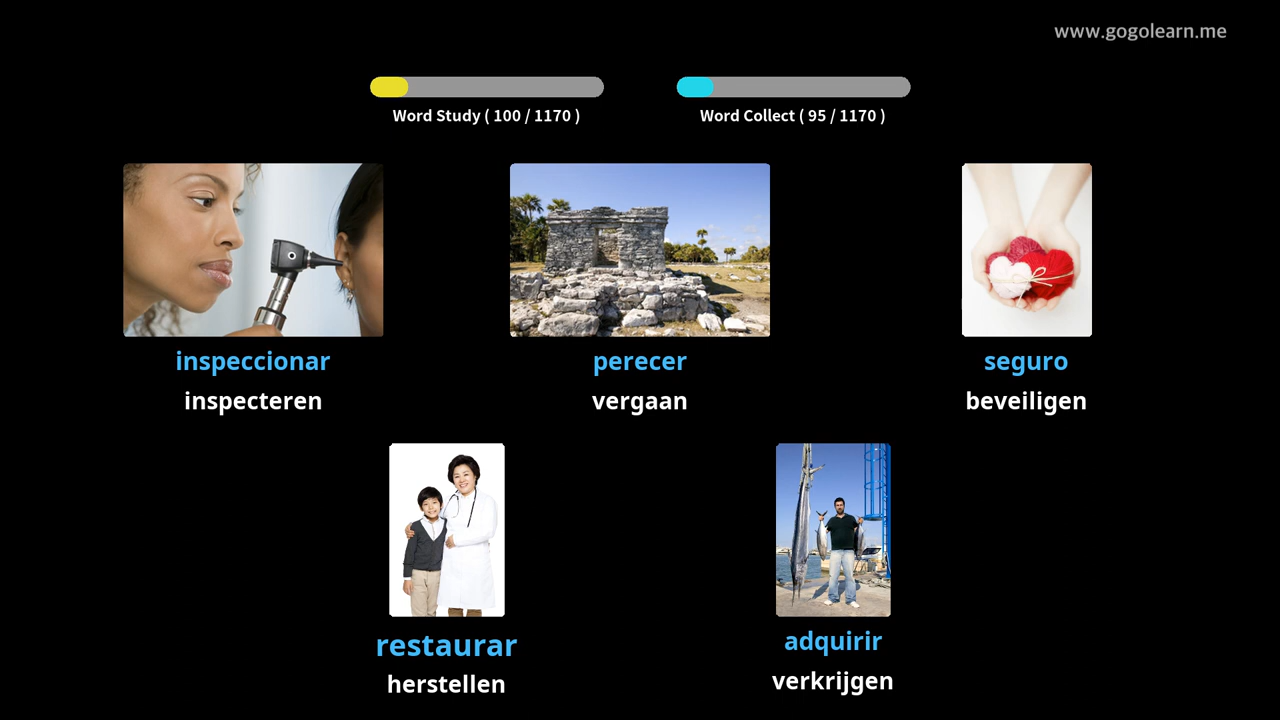 www.gogolearn.me
Word Study ( 100 / 1170 )
Word Collect ( 95 / 1170 )
inspeccionar
inspecteren
perecer
vergaan
seguro
beveiligen
restaurar
herstellen
adquirir
verkrijgen